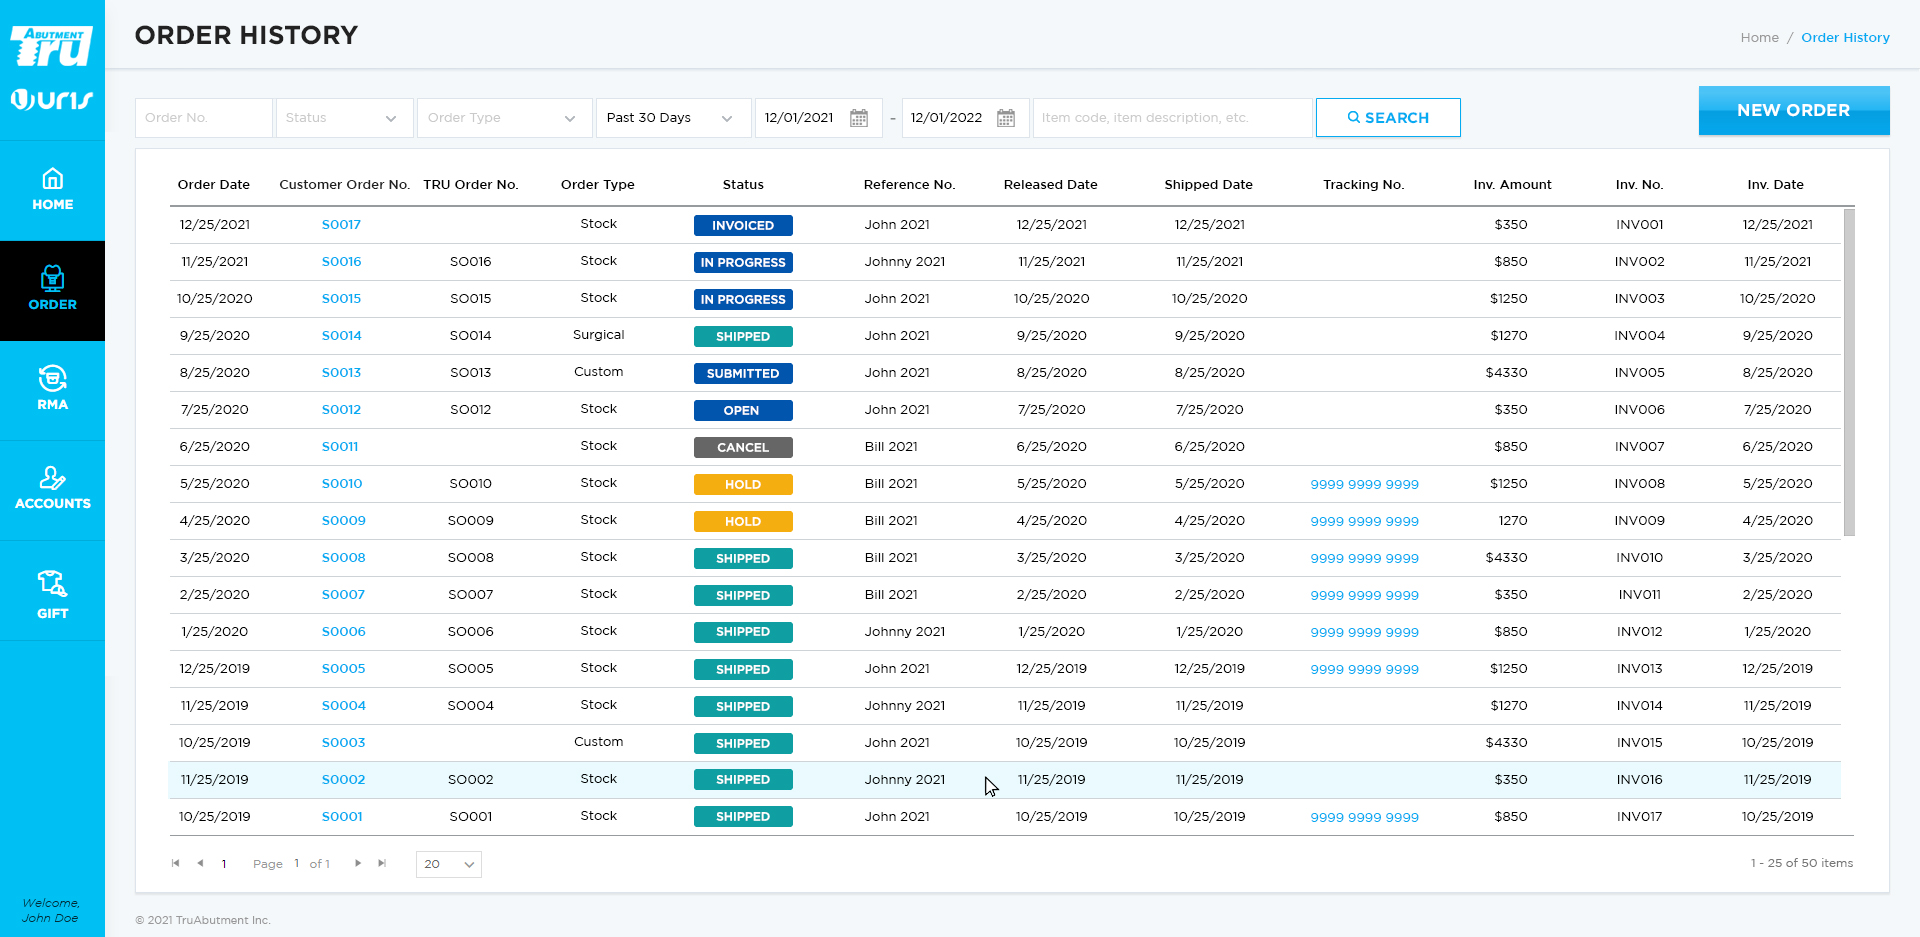 ABUTMENT
Tru
ORDER HISTORY
Home / Order History
uris
Order No. Status Order Type Past 30 Days 12/01/2021 - 12/01/2022 Item code, item description, etc. SEARCH NEW ORDER
HOME
ORDER
RMA
ACCOUNTS
GIFT
Order Date Customer Order No. TRU Order No. Order Type Status Reference No. Released Date Shipped Date Tracking No. Inv. Amount Inv. No. Inv. Date
12/25/2021 S0017 Stock INVOICED John 2021 12/25/2021 12/25/2021 $350 INV001 12/25/2021
11/25/2021 S0016 SO016 Stock IN PROGRESS Johnny 2021 11/25/2021 11/25/2021 $850 INV002 11/25/2021
10/25/2020 S0015 SO015 Stock IN PROGRESS John 2021 10/25/2020 10/25/2020 $1250 INV003 10/25/2020
9/25/2020 S0014 SO014 Surgical SHIPPED John 2021 9/25/2020 9/25/2020 $1270 INV004 9/25/2020
8/25/2020 S0013 SO013 Custom SUBMITTED John 2021 8/25/2020 8/25/2020 $4330 INV005 8/25/2020
7/25/2020 S0012 SO012 Stock OPEN John 2021 7/25/2020 7/25/2020 $350 INV006 7/25/2020
6/25/2020 S0011 Stock CANCEL Bill 2021 6/25/2020 6/25/2020 $850 INV007 6/25/2020
5/25/2020 S0010 SO010 Stock HOLD Bill 2021 5/25/2020 5/25/2020 9999 9999 9999 $1250 INV008 5/25/2020
4/25/2020 S0009 SO009 Stock HOLD Bill 2021 4/25/2020 4/25/2020 9999 9999 9999 1270 INV009 4/25/2020
3/25/2020 S0008 SO008 Stock SHIPPED Bill 2021 3/25/2020 3/25/2020 9999 9999 9999 $4330 INV010 3/25/2020
2/25/2020 S0007 SO007 Stock SHIPPED Bill 2021 2/25/2020 2/25/2020 9999 9999 9999 $350 INV011 2/25/2020
1/25/2020 S0006 SO006 Stock SHIPPED Johnny 2021 1/25/2020 1/25/2020 9999 9999 9999 $850 INV012 1/25/2020
12/25/2019 S0005 SO005 Stock SHIPPED John 2021 12/25/2019 12/25/2019 9999 9999 9999 $1250 INV013 12/25/2019
11/25/2019 S0004 SO004 Stock SHIPPED Johnny 2021 11/25/2019 11/25/2019 $1270 INV014 11/25/2019
10/25/2019 S0003 Custom SHIPPED John 2021 10/25/2019 10/25/2019 $4330 INV015 10/25/2019
11/25/2019 S0002 SO002 Stock SHIPPED Johnny 2021 11/25/2019 11/25/2019 $350 INV016 11/25/2019
10/25/2019 S0001 SO001 Stock SHIPPED John 2021 10/25/2019 10/25/2019 9999 9999 9999 $850 INV017 10/25/2019
1 Page 1 of 1 20 1 - 25 of 50 items
Welcome,
John Doe
© 2021 TruAbutment Inc.